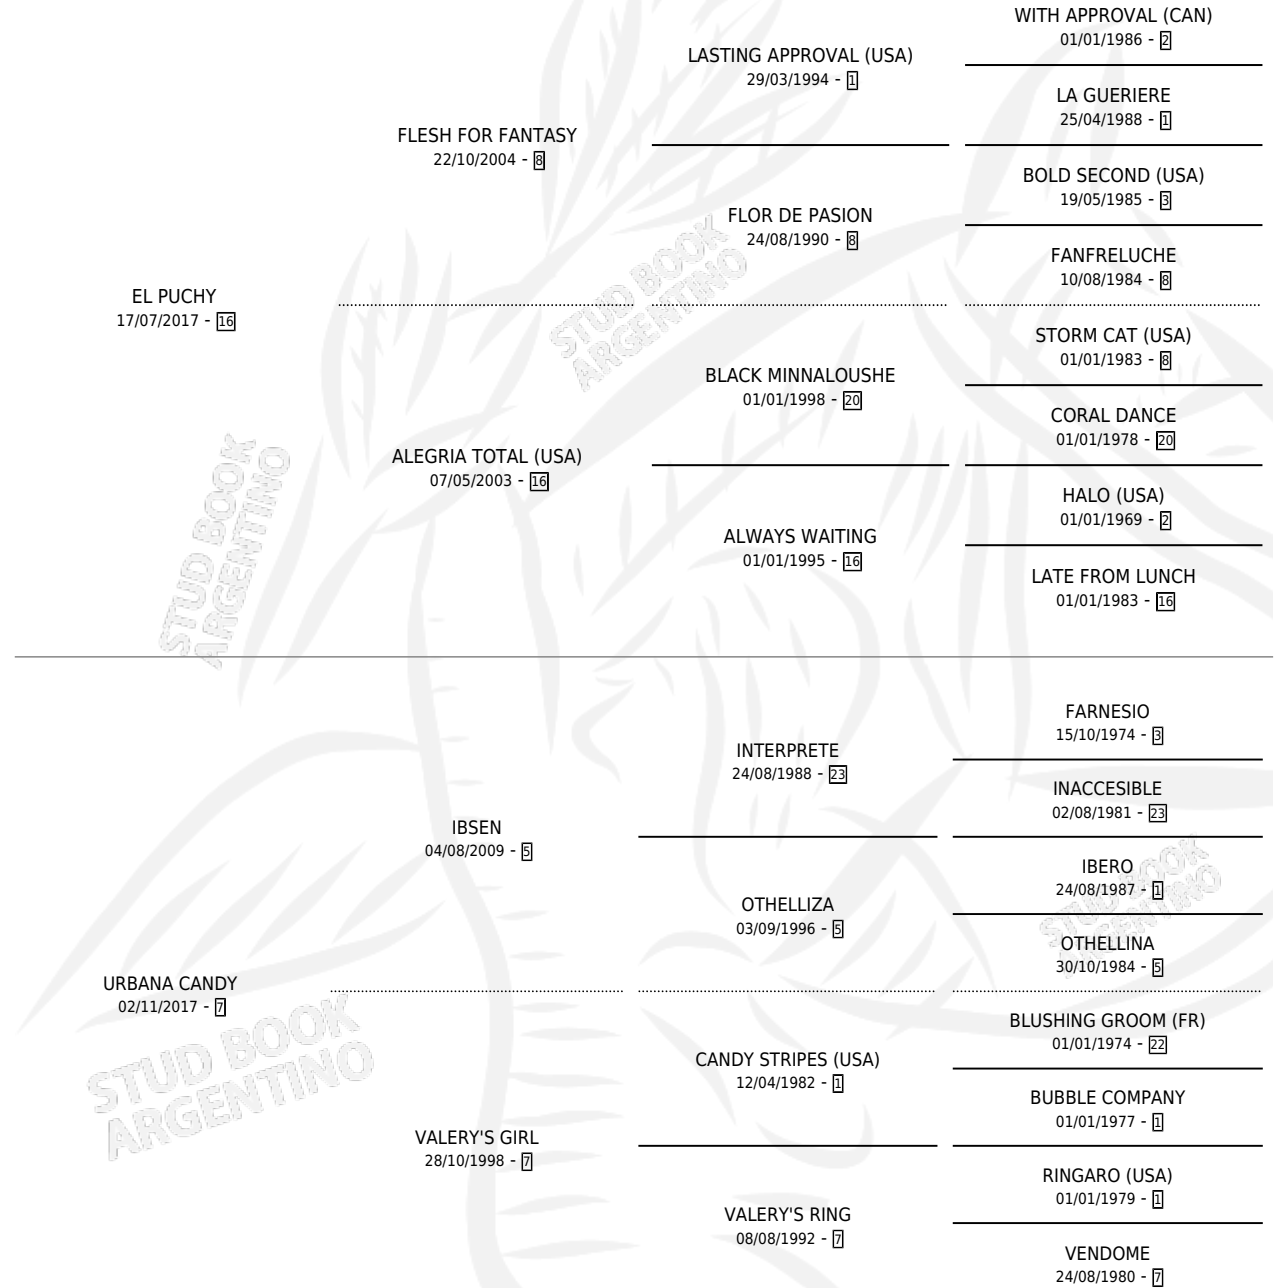 WITH APPROVAL (CAN)
01/01/1986 - 2
LASTING APPROVAL (USA)
29/03/1994 - 1
LA GUERIERE
25/04/1988 - 1
FLESH FOR FANTASY
22/10/2004 - 8
BOLD SECOND (USA)
19/05/1985 - 3
FLOR DE PASION
24/08/1990 - 8
FANFRELUCHE
10/08/1984 - 8
EL PUCHY
17/07/2017 - 16
STUD BOOK
ARGENTINO
STORM CAT (USA)
01/01/1983 - 8
BLACK MINNALOUSHE
01/01/1998 - 20
CORAL DANCE
01/01/1978 - 20
ALEGRIA TOTAL (USA)
07/05/2003 - 16
HALO (USA)
01/01/1969 - 2
ALWAYS WAITING
01/01/1995 - 16
LATE FROM LUNCH
01/01/1983 - 16
STUD BOOK
ARGENTINO
FARNESIO
15/10/1974 - 3
INTERPRETE
24/08/1988 - 23
INACCESIBLE
02/08/1981 - 23
IBSEN
04/08/2009 - 5
IBERO
24/08/1987 - 1
OTHELLIZA
03/09/1996 - 5
STUD BOOK
ARGENTINO
OTHELLINA
30/10/1984 - 5
URBANA CANDY
02/11/2017 - 7
BLUSHING GROOM (FR)
01/01/1974 - 22
CANDY STRIPES (USA)
12/04/1982 - 1
BUBBLE COMPANY
01/01/1977 - 1
STUD BOOK
ARGENTINO
VALERY'S GIRL
28/10/1998 - 7
RINGARO (USA)
01/01/1979 - 1
VALERY'S RING
08/08/1992 - 7
VENDOME
24/08/1980 - 7